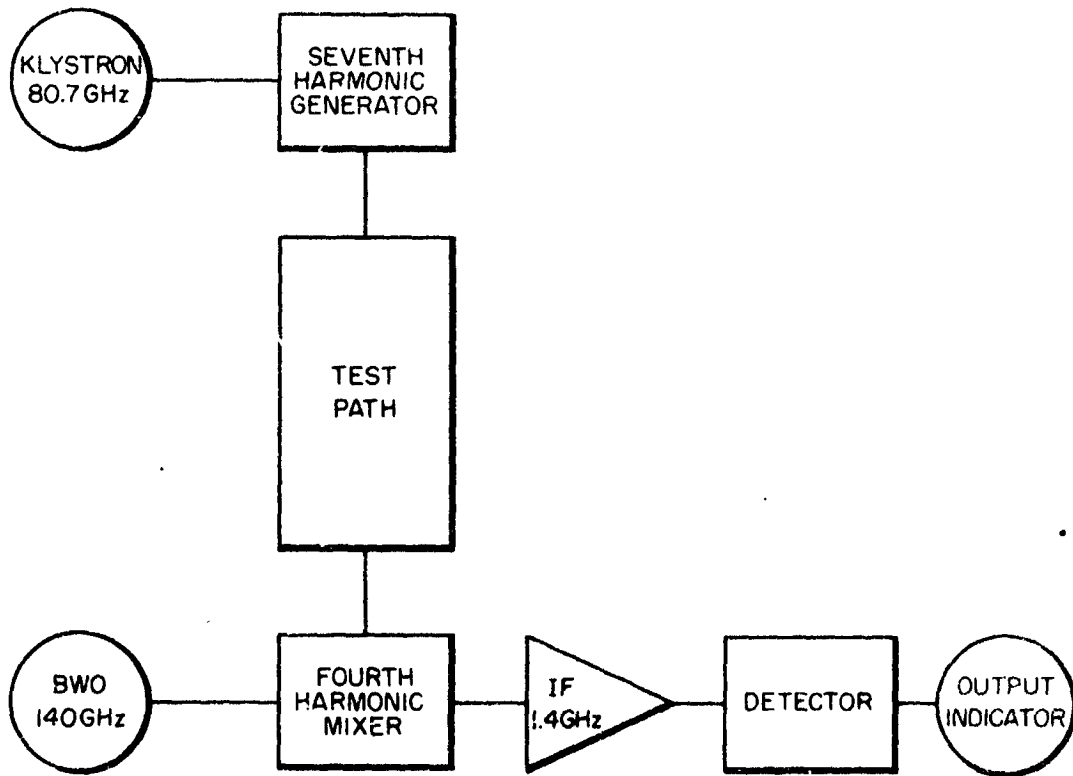 KLYSTRON
80.7GHz
SEVENTH
HARMONIC
GENERATOR
TEST
PATH
BWO
140GHz
FOURTH
HARMONIC
MIXER
IF
1.4GHz
DETECTOR
OUTPUT
INDICATOR